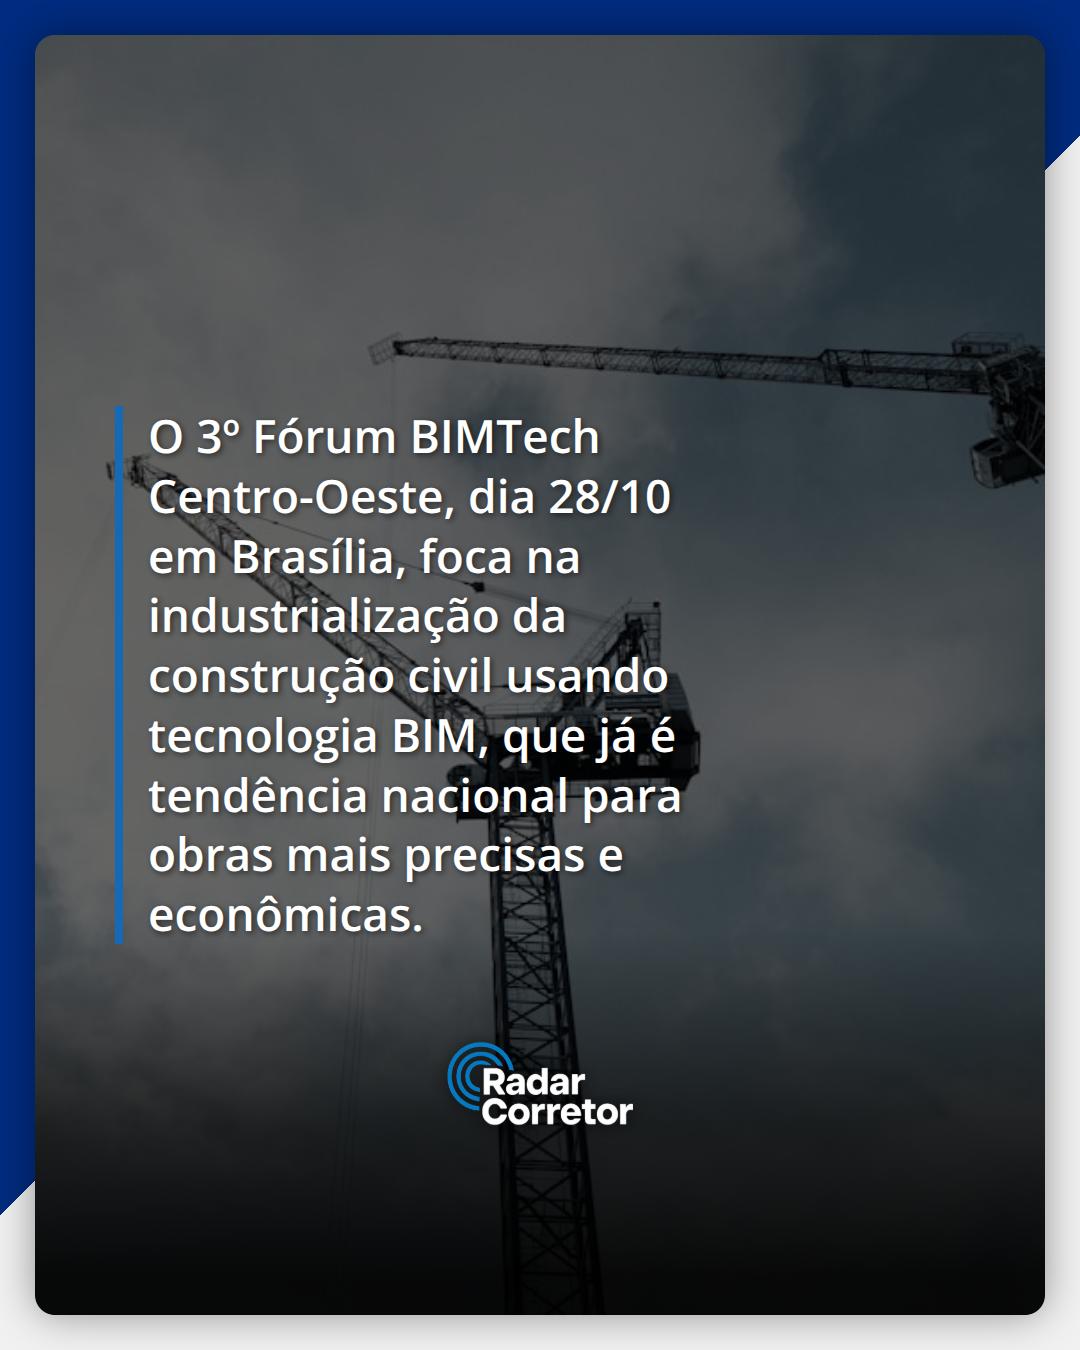 O 3º Fórum BIMTech
Centro-Oeste, dia 28/10
em Brasília, foca na
industrialização da
construção civil usando
tecnologia BIM, que já é
tendência nacional para
obras mais precisas e
econômicas.
Radar
Corretor